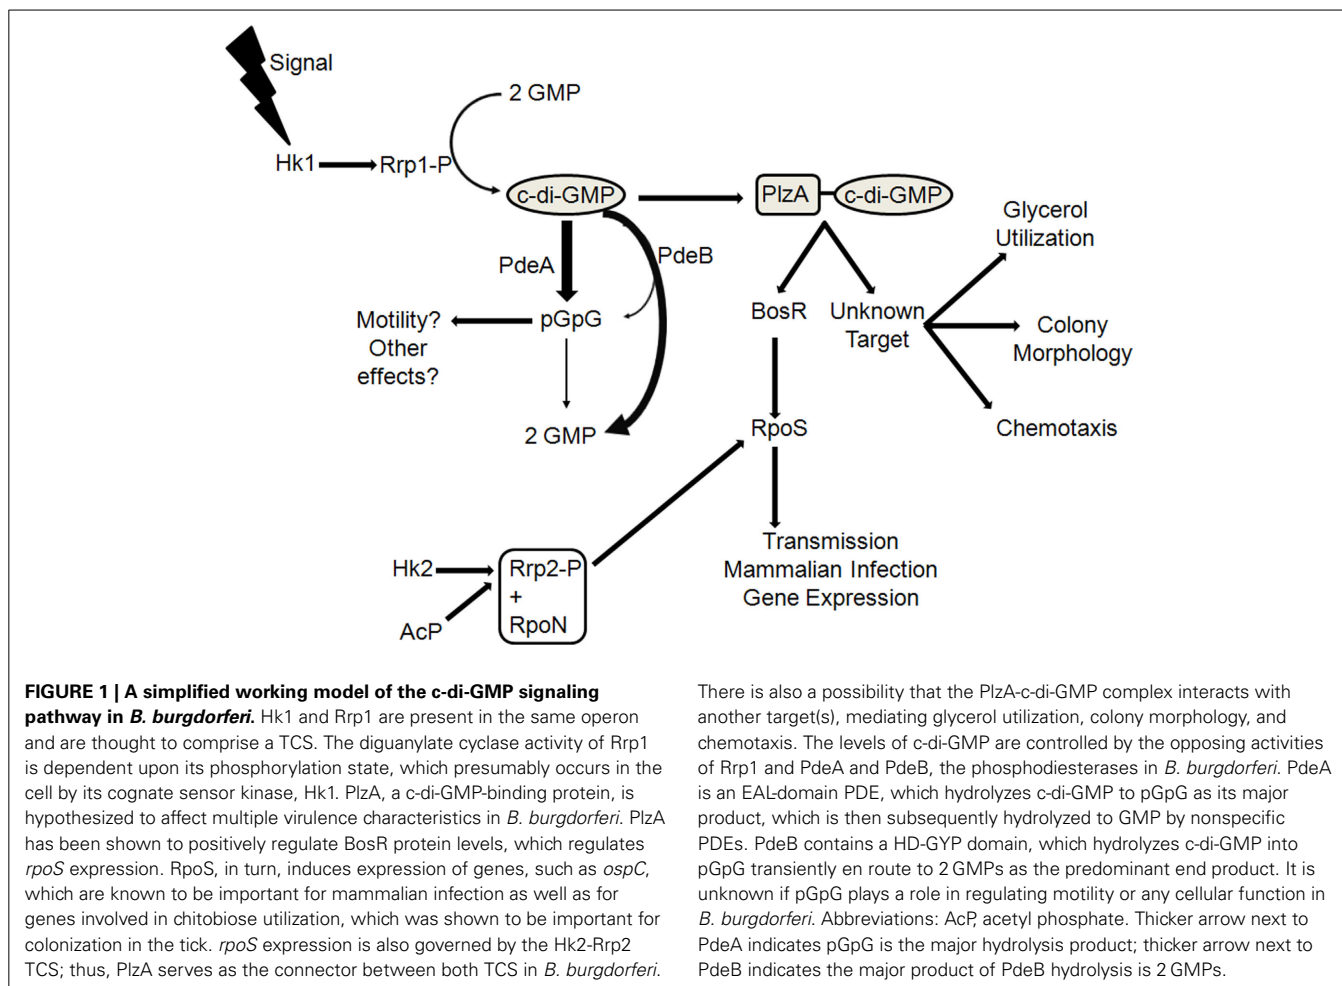 Signal
2 GMP
Hk1
Rrp1-P
c-di-GMP
PlzA
c-di-GMP
Glycerol
Utilization
PdeA
PdeB
Motility?
Other
effects?
pGpG
BosR
Unknown
Target
Colony
Morphology
2 GMP
RpoS
Chemotaxis
Hk2
AcP
Rrp2-P
+
RpoN
Transmission
Mammalian Infection
Gene Expression
FIGURE 1 | A simplified working model of the c-di-GMP signaling
pathway in B. burgdorferi. Hk1 and Rrp1 are present in the same operon
and are thought to comprise a TCS. The diguanylate cyclase activity of Rrp1
is dependent upon its phosphorylation state, which presumably occurs in the
cell by its cognate sensor kinase, Hk1. PlzA, a c-di-GMP-binding protein, is
hypothesized to affect multiple virulence characteristics in B. burgdorferi. PlzA
has been shown to positively regulate BosR protein levels, which regulates
rpoS expression. RpoS, in turn, induces expression of genes, such as ospC,
which are known to be important for mammalian infection as well as for
genes involved in chitobiose utilization, which was shown to be important for
colonization in the tick. rpoS expression is also governed by the Hk2-Rrp2
TCS; thus, PlzA serves as the connector between both TCS in B. burgdorferi.
There is also a possibility that the PlzA-c-di-GMP complex interacts with
another target(s), mediating glycerol utilization, colony morphology, and
chemotaxis. The levels of c-di-GMP are controlled by the opposing activities
of Rrp1 and PdeA and PdeB, the phosphodiesterases in B. burgdorferi. PdeA
is an EAL-domain PDE, which hydrolyzes c-di-GMP to pGpG as its major
product, which is then subsequently hydrolyzed to GMP by nonspecific
PDEs. PdeB contains a HD-GYP domain, which hydrolyzes c-di-GMP into
pGpG transiently en route to 2 GMPs as the predominant end product. It is
unknown if pGpG plays a role in regulating motility or any cellular function in
B. burgdorferi. Abbreviations: AcP, acetyl phosphate. Thicker arrow next to
PdeA indicates pGpG is the major hydrolysis product; thicker arrow next to
PdeB indicates the major product of PdeB hydrolysis is 2 GMPs.